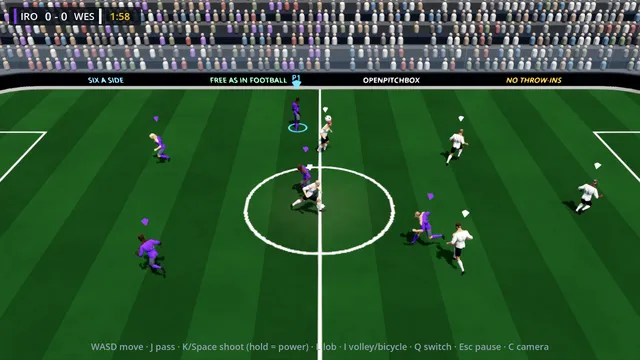 IRO 0 - 0 WES 1:58
P1
SIX A SIDE FREE AS IN FOOTBALL OPENPITCHBOX NO THROW-INS
WASD move · J pass · K/Space shoot (hold = power) · L lob · I volley/bicycle · Q switch · Esc pause · C camera